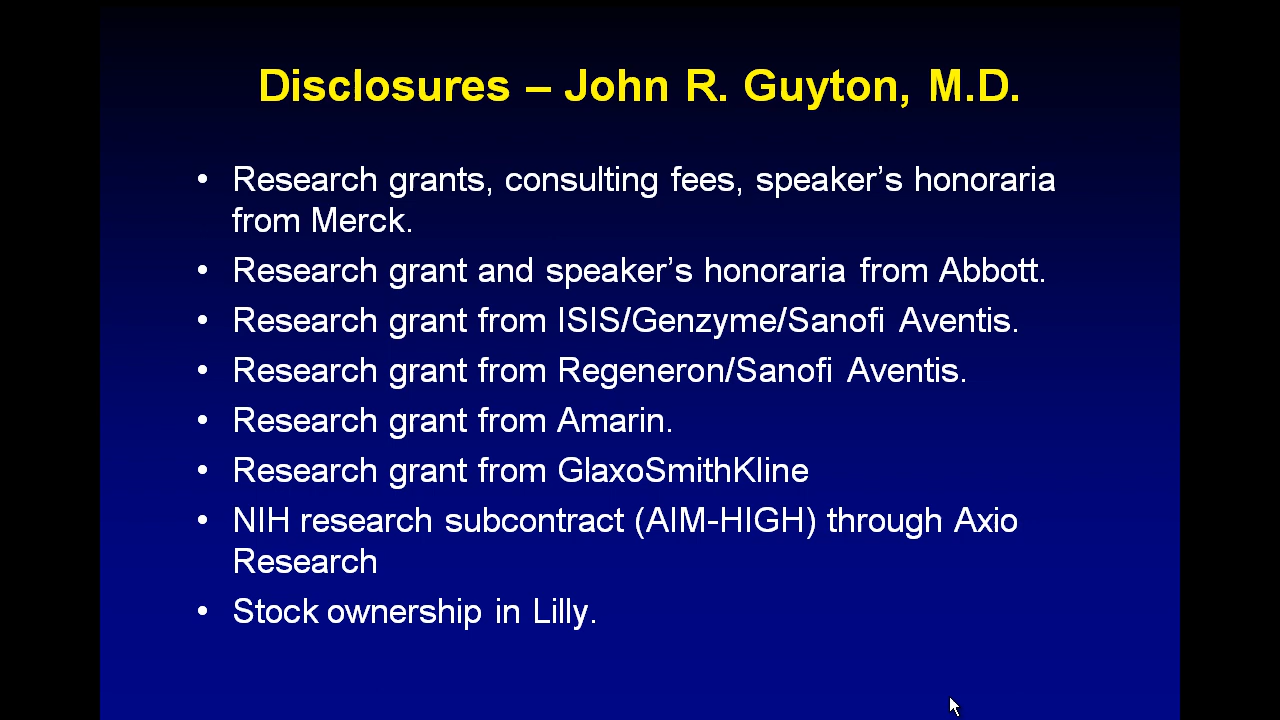 Disclosures – John R. Guyton, M.D.
• Research grants, consulting fees, speaker’s honoraria
from Merck.
• Research grant and speaker’s honoraria from Abbott.
• Research grant from ISIS/Genzyme/Sanofi Aventis.
• Research grant from Regeneron/Sanofi Aventis.
• Research grant from Amarin.
• Research grant from GlaxoSmithKline
• NIH research subcontract (AIM-HIGH) through Axio
Research
• Stock ownership in Lilly.